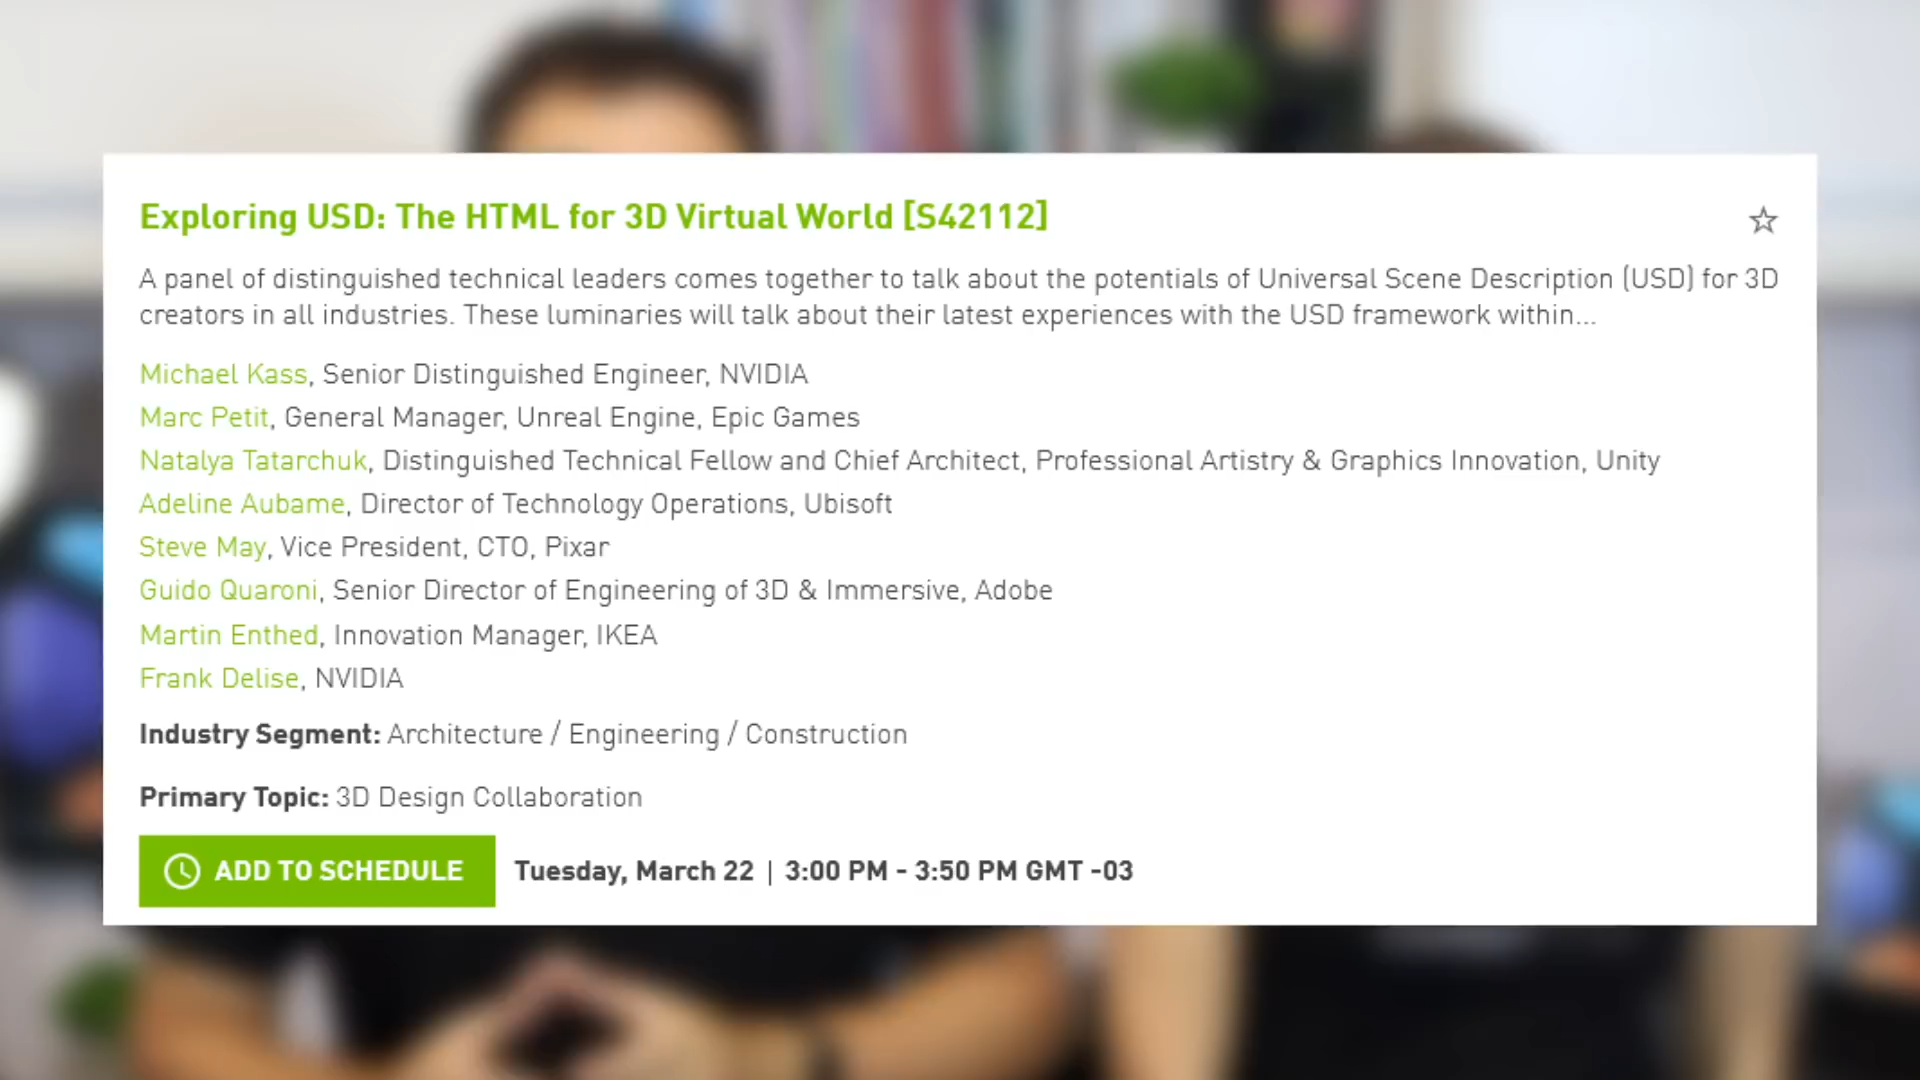 Exploring USD: The HTML for 3D Virtual World [S42112]
A panel of distinguished technical leaders comes together to talk about the potentials of Universal Scene Description (USD) for 3D
creators in all industries. These luminaries will talk about their latest experiences with the USD framework within...
Michael Kass, Senior Distinguished Engineer, NVIDIA
Marc Petit, General Manager, Unreal Engine, Epic Games
Natalya Tatarchuk, Distinguished Technical Fellow and Chief Architect, Professional Artistry & Graphics Innovation, Unity
Adeline Aubame, Director of Technology Operations, Ubisoft
Steve May, Vice President, CTO, Pixar
Guido Quaroni, Senior Director of Engineering of 3D & Immersive, Adobe
Martin Enthed, Innovation Manager, IKEA
Frank Delise, NVIDIA
Industry Segment: Architecture / Engineering / Construction
Primary Topic: 3D Design Collaboration
ADD TO SCHEDULE Tuesday, March 22 | 3:00 PM - 3:50 PM GMT -03